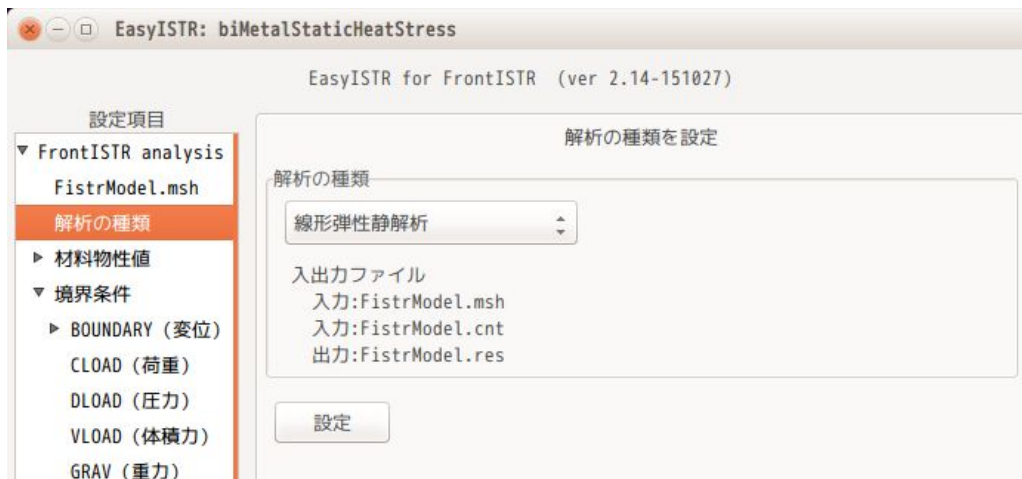 EasyISTR: biMetalStaticHeatStress
EasyISTR for FrontISTR (ver 2.14-151027)
設定項目
FrontISTR analysis
FistrModel.msh
解析の種類
材料物性値
境界条件
BOUNDARY (変位)
CLOAD (荷重)
DLOAD (圧力)
VLOAD (体積力)
GRAV (重力)
解析の種類を設定
解析の種類
線形弾性静解析
入出力ファイル
入力:FistrModel.msh
入力:FistrModel.cnt
出力:FistrModel.res
設定